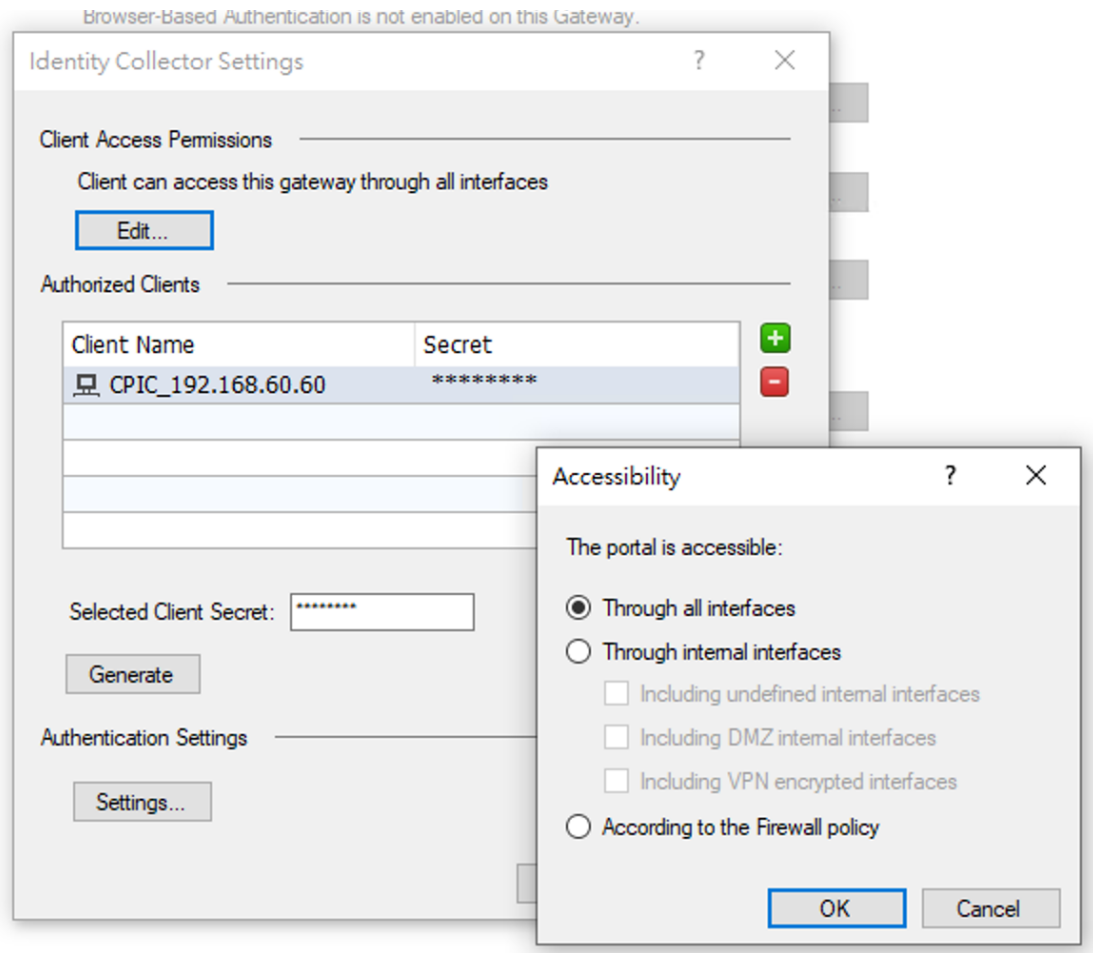 Browser-Based Authentication is not enabled on this Gateway.
Identity Collector Settings
?
Client Access Permissions
Client can access this gateway through all interfaces
Edit...
Authorized Clients
Client Name Secret
CPIC_192.168.60.60 ********
Selected Client Secret: ********
Generate
Authentication Settings
Settings...
Accessibility
?
The portal is accessible:
Through all interfaces
Through internal interfaces
Including undefined internal interfaces
Including DMZ internal interfaces
Including VPN encrypted interfaces
According to the Firewall policy
OK Cancel